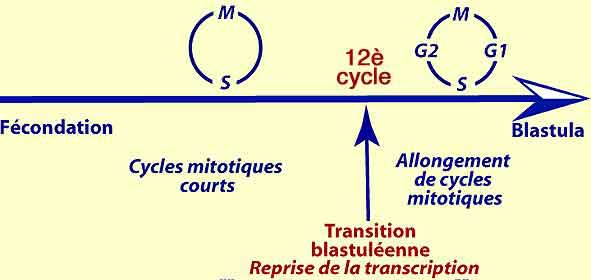 M
S
12è
cycle
M
G2 G1
S
Fécondation
Blastula
Cycles mitotiques
courts
Allongement
de cycles
mitotiques
Transition
blastuléenne
Reprise de la transcription